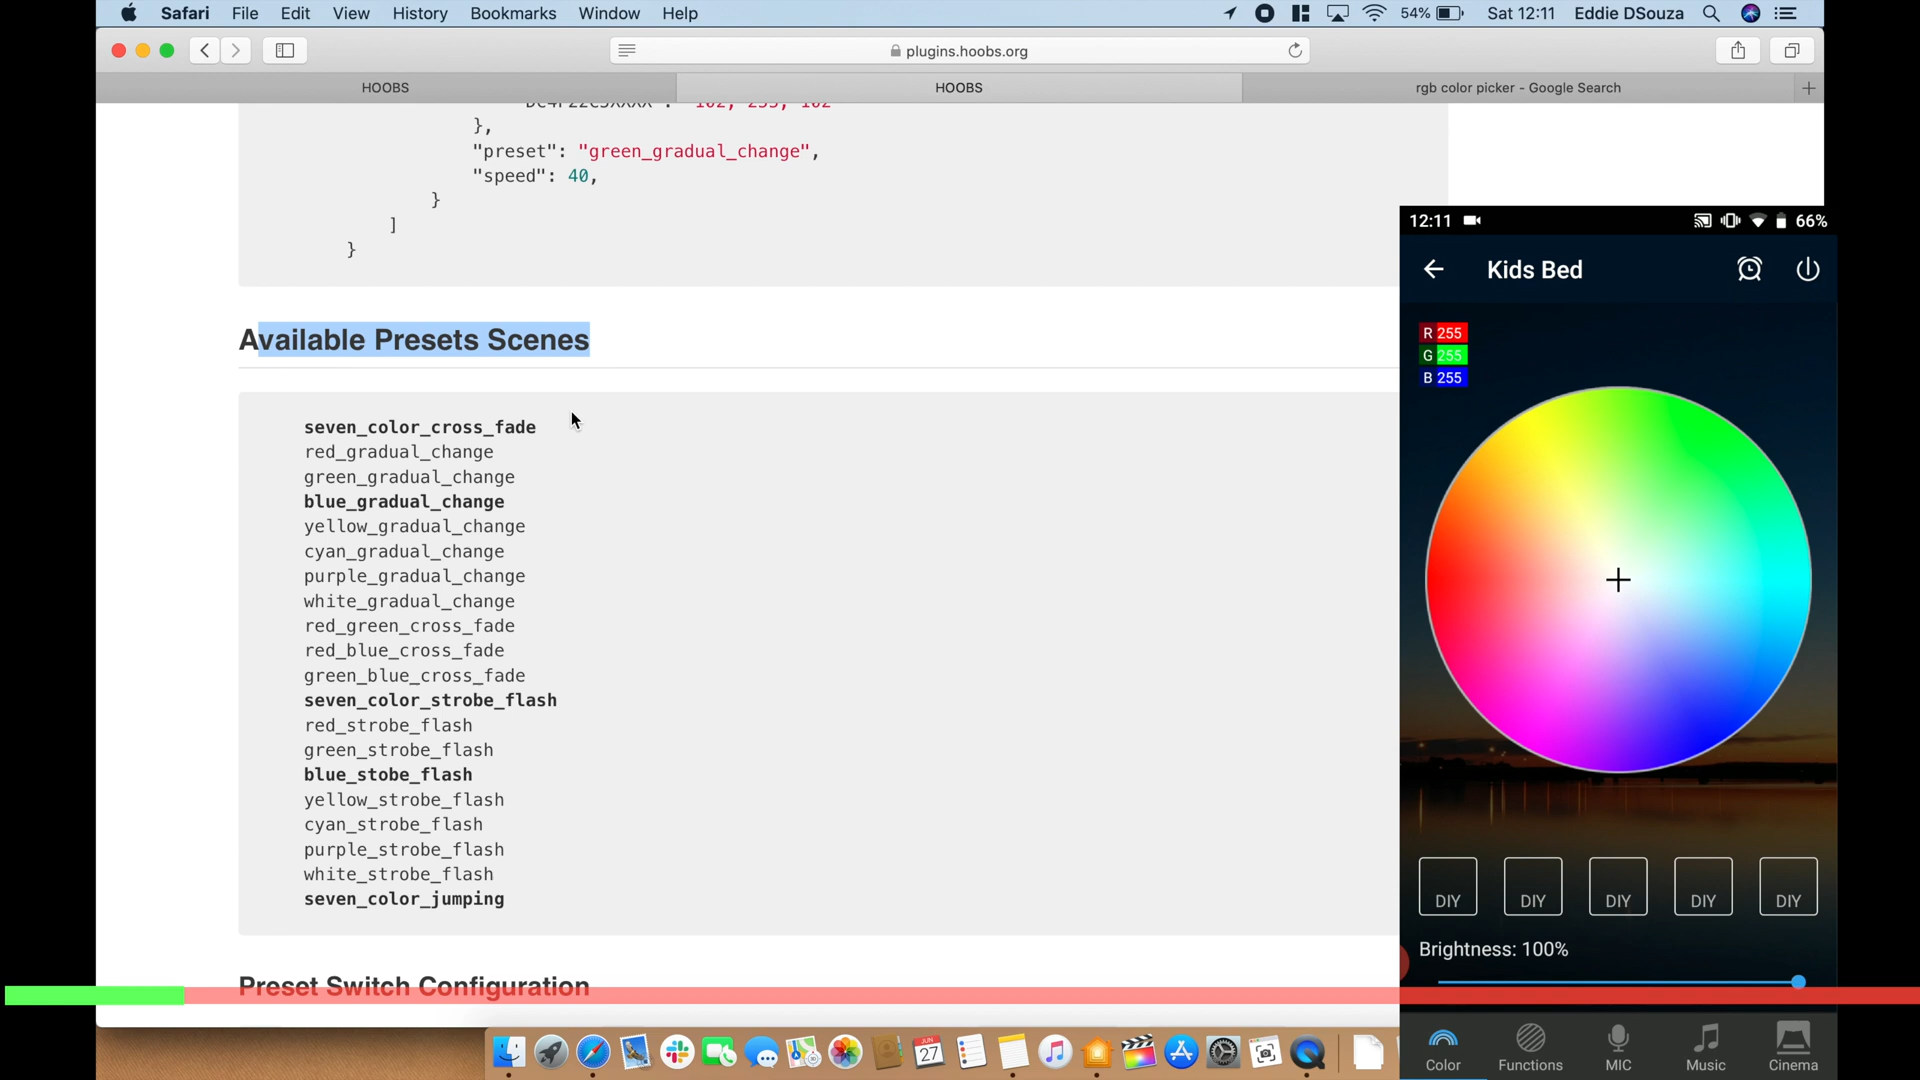 Safari File Edit View History Bookmarks Window Help 54% Sat 12:11 Eddie DSouza
plugins.hoobs.org
HOOBS HOOBS rgb color picker - Google Search
},
"preset": "green_gradual_change",
"speed": 40,
}
]
}
Available Presets Scenes
seven_color_cross_fade
red_gradual_change
green_gradual_change
blue_gradual_change
yellow_gradual_change
cyan_gradual_change
purple_gradual_change
white_gradual_change
red_green_cross_fade
red_blue_cross_fade
green_blue_cross_fade
seven_color_strobe_flash
red_strobe_flash
green_strobe_flash
blue_stobe_flash
yellow_strobe_flash
cyan_strobe_flash
purple_strobe_flash
white_strobe_flash
seven_color_jumping
Preset Switch Configuration
12:11 66%
Kids Bed
R 255
G 255
B 255
DIY DIY DIY DIY DIY
Brightness: 100%
Color Functions MIC Music Cinema
JUN
27